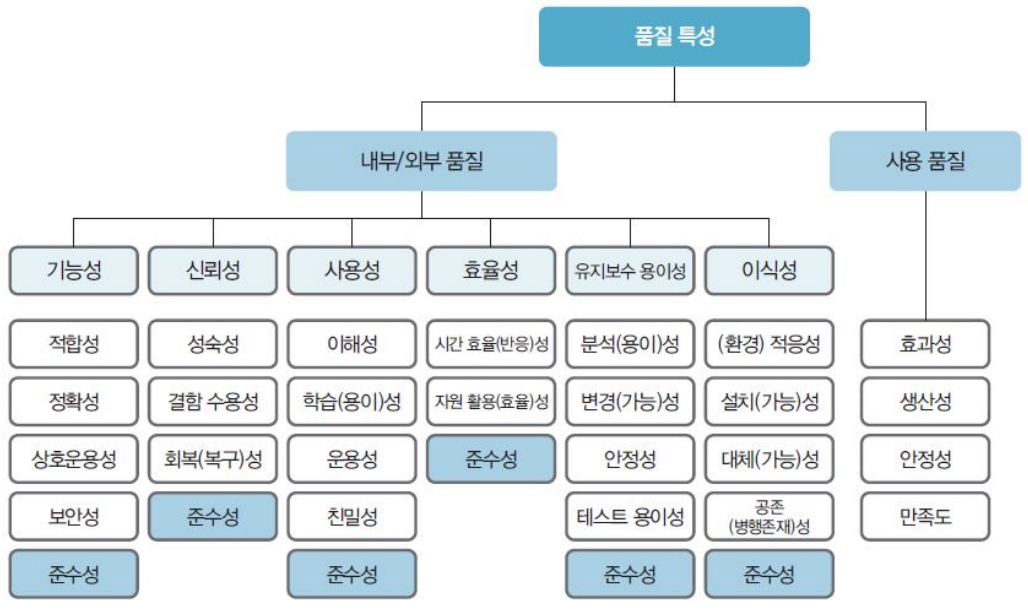 품질 특성
내부/외부 품질
사용 품질
기능성
신뢰성
사용성
효율성
유지보수 용이성
이식성
적합성
성숙성
이해성
시간 효율(반응)성
분석(용이)성
(환경) 적응성
효과성
정확성
결함 수용성
학습(용이)성
자원 활용(효율)성
변경(가능)성
설치(가능)성
생산성
상호운용성
회복(복구)성
운용성
준수성
안정성
대체(가능)성
안정성
보안성
준수성
친밀성
테스트 용이성
공존
(병행존재)성
만족도
준수성
준수성
준수성
준수성